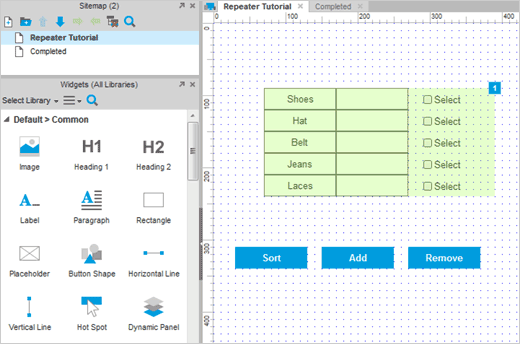 Sitemap (2)
Repeater Tutorial
Completed
Widgets (All Libraries)
Select Library
Default > Common
Image
Heading 1
Heading 2
Label
Paragraph
Rectangle
Placeholder
Button Shape
Horizontal Line
Vertical Line
Hot Spot
Dynamic Panel
H1
H2
A
A
Repeater Tutorial
Completed
0
100
200
300
400
0
100
200
300
400
1
Shoes
Select
Hat
Select
Belt
Select
Jeans
Select
Laces
Select
Sort
Add
Remove